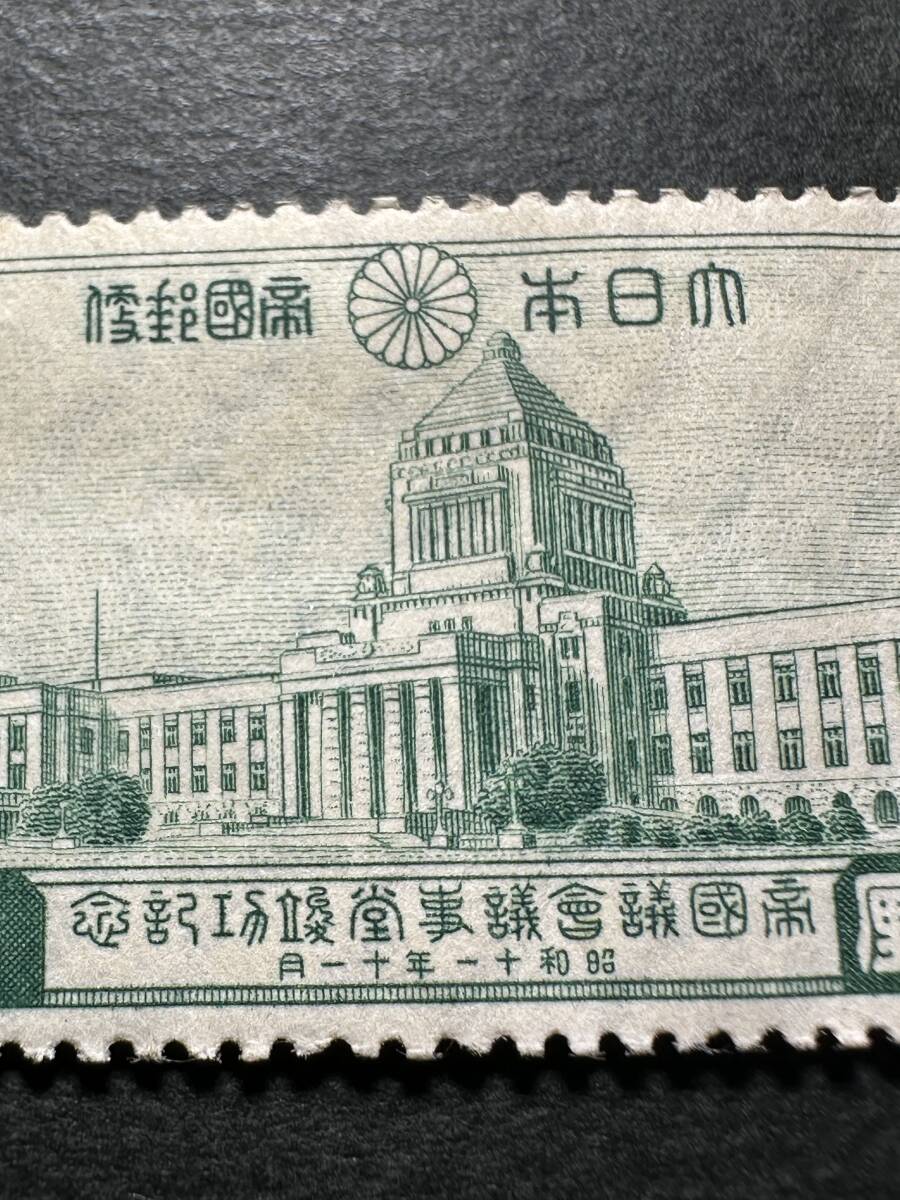 大日本帝國郵便
帝國議會議事堂竣功記念
昭和十一年十一月